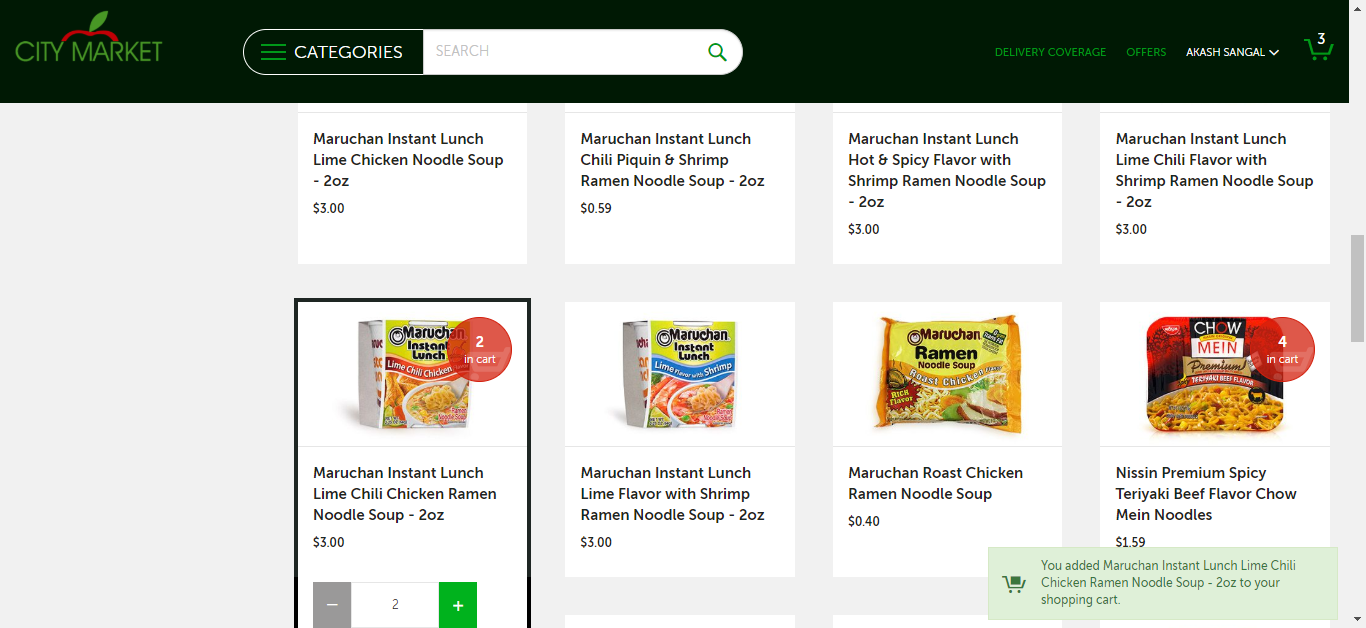 CITY MARKET
CATEGORIES
SEARCH
DELIVERY COVERAGE
OFFERS
AKASH SANGAL
3
Maruchan Instant Lunch
Lime Chicken Noodle Soup
- 2oz
$3.00
Maruchan Instant Lunch
Chili Piquin & Shrimp
Ramen Noodle Soup - 2oz
$0.59
Maruchan Instant Lunch
Hot & Spicy Flavor with
Shrimp Ramen Noodle Soup
- 2oz
$3.00
Maruchan Instant Lunch
Lime Chili Flavor with
Shrimp Ramen Noodle Soup
- 2oz
$3.00
Maruchan
Instant
Lunch
Lime Chili Chicken
Ramen
Noodle Soup
2
in cart
Maruchan Instant Lunch
Lime Chili Chicken Ramen
Noodle Soup - 2oz
$3.00
− 2 +
Maruchan
Instant
Lunch
Lime Flavor with Shrimp
Ramen
Noodle Soup
Maruchan Instant Lunch
Lime Flavor with Shrimp
Ramen Noodle Soup - 2oz
$3.00
Maruchan
Ramen
Noodle Soup
Roast Chicken
RICH
Flavor
Maruchan Roast Chicken
Ramen Noodle Soup
$0.40
CHOW
MEIN
Premium
TERIYAKI BEEF FLAVOR
4
in cart
Nissin Premium Spicy
Teriyaki Beef Flavor Chow
Mein Noodles
$1.59
You added Maruchan Instant Lunch Lime Chili
Chicken Ramen Noodle Soup - 2oz to your
shopping cart.